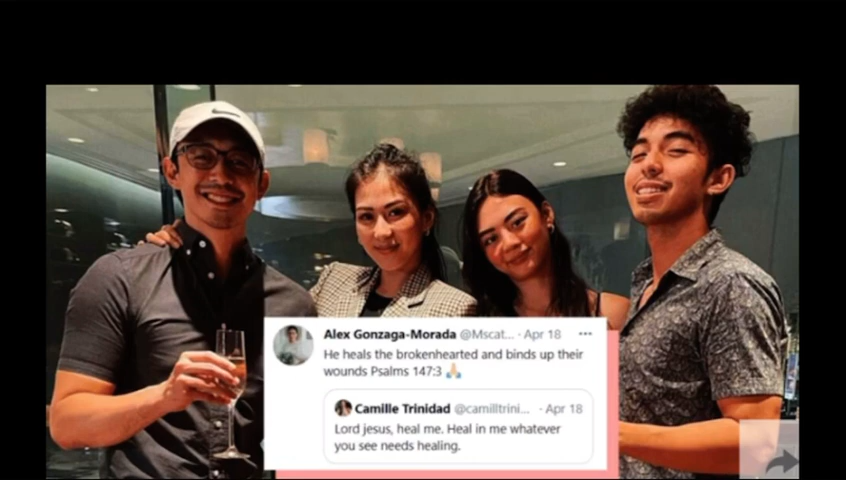 Alex Gonzaga-Morada @Mscat... · Apr 18 ...
He heals the brokenhearted and binds up their
wounds Psalms 147:3 🙏🏻
Camille Trinidad @camilltrini... · Apr 18
Lord jesus, heal me. Heal in me whatever
you see needs healing.